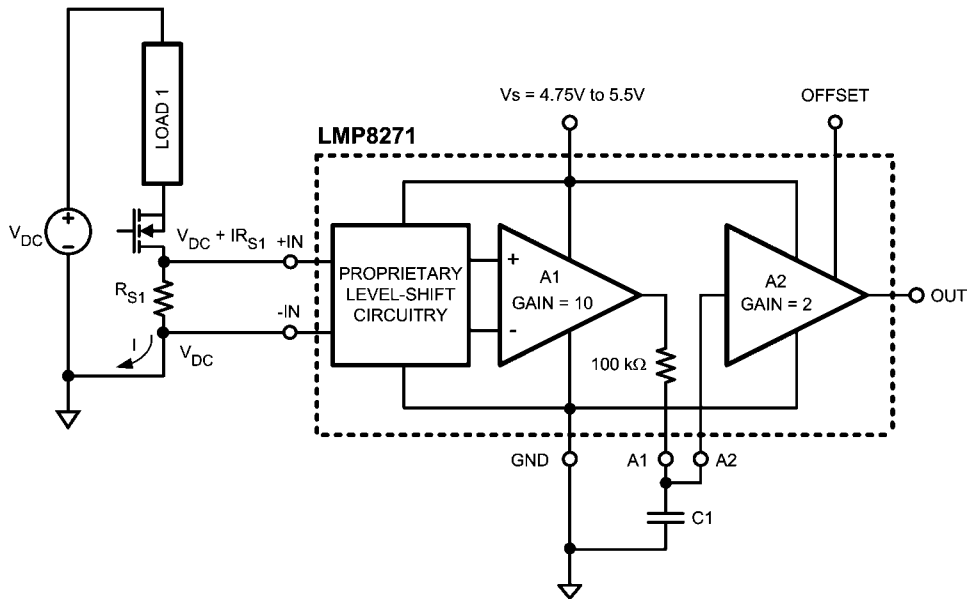 Vs = 4.75V to 5.5V
OFFSET
LMP8271
LOAD 1
VDC
+
−
VDC + IRS1
+IN
PROPRIETARY
LEVEL-SHIFT
CIRCUITRY
+
-
A1
GAIN = 10
A2
GAIN = 2
OUT
RS1
-IN
I
VDC
100 kΩ
GND
A1
A2
C1